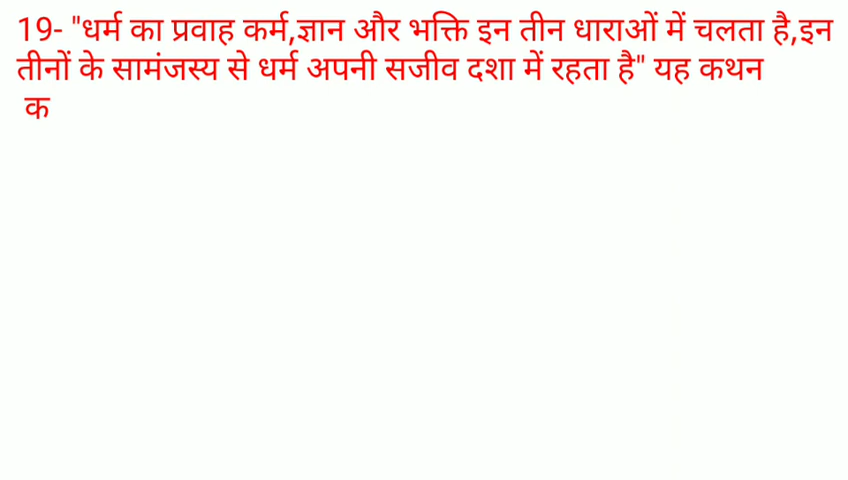 19- "धर्म का प्रवाह कर्म,ज्ञान और भक्ति इन तीन धाराओं में चलता है,इन
तीनों के सामंजस्य से धर्म अपनी सजीव दशा में रहता है" यह कथन
क